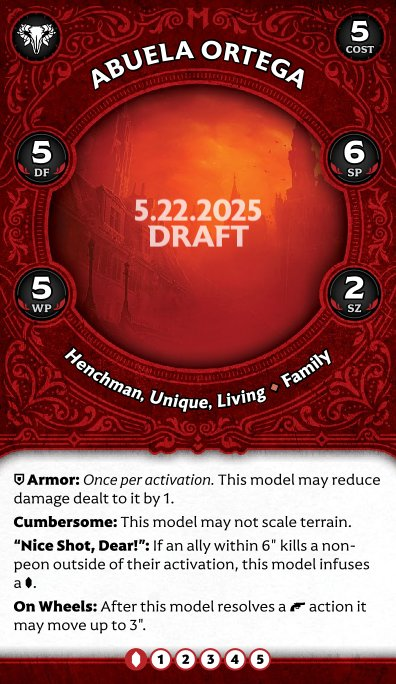 5
COST
ABUELA ORTEGA
5
DF
6
SP
5.22.2025
DRAFT
5
WP
2
SZ
Henchman, Unique, Living • Family
Armor: Once per activation. This model may reduce
damage dealt to it by 1.
Cumbersome: This model may not scale terrain.
“Nice Shot, Dear!”: If an ally within 6" kills a non-
peon outside of their activation, this model infuses
a .
On Wheels: After this model resolves a action it
may move up to 3".
1 2 3 4 5